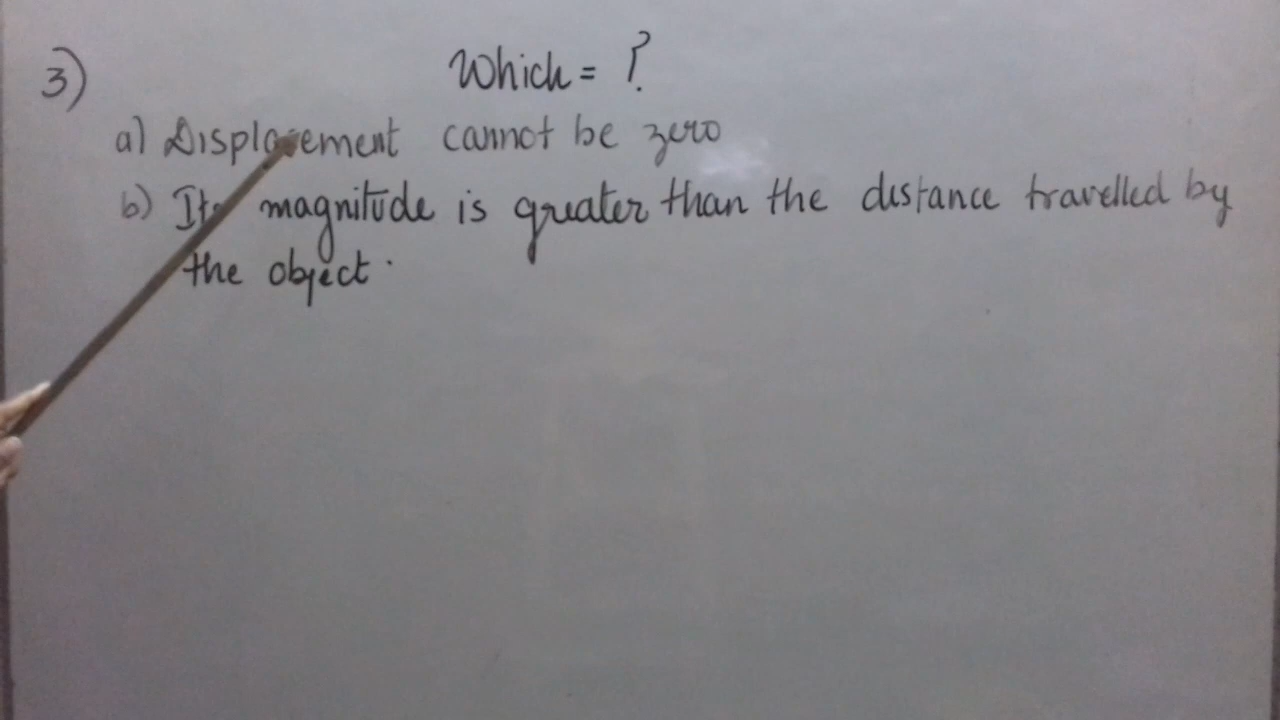 3) Which = ?
a) Displacement cannot be zero
b) Its magnitude is greater than the distance travelled by
the object.